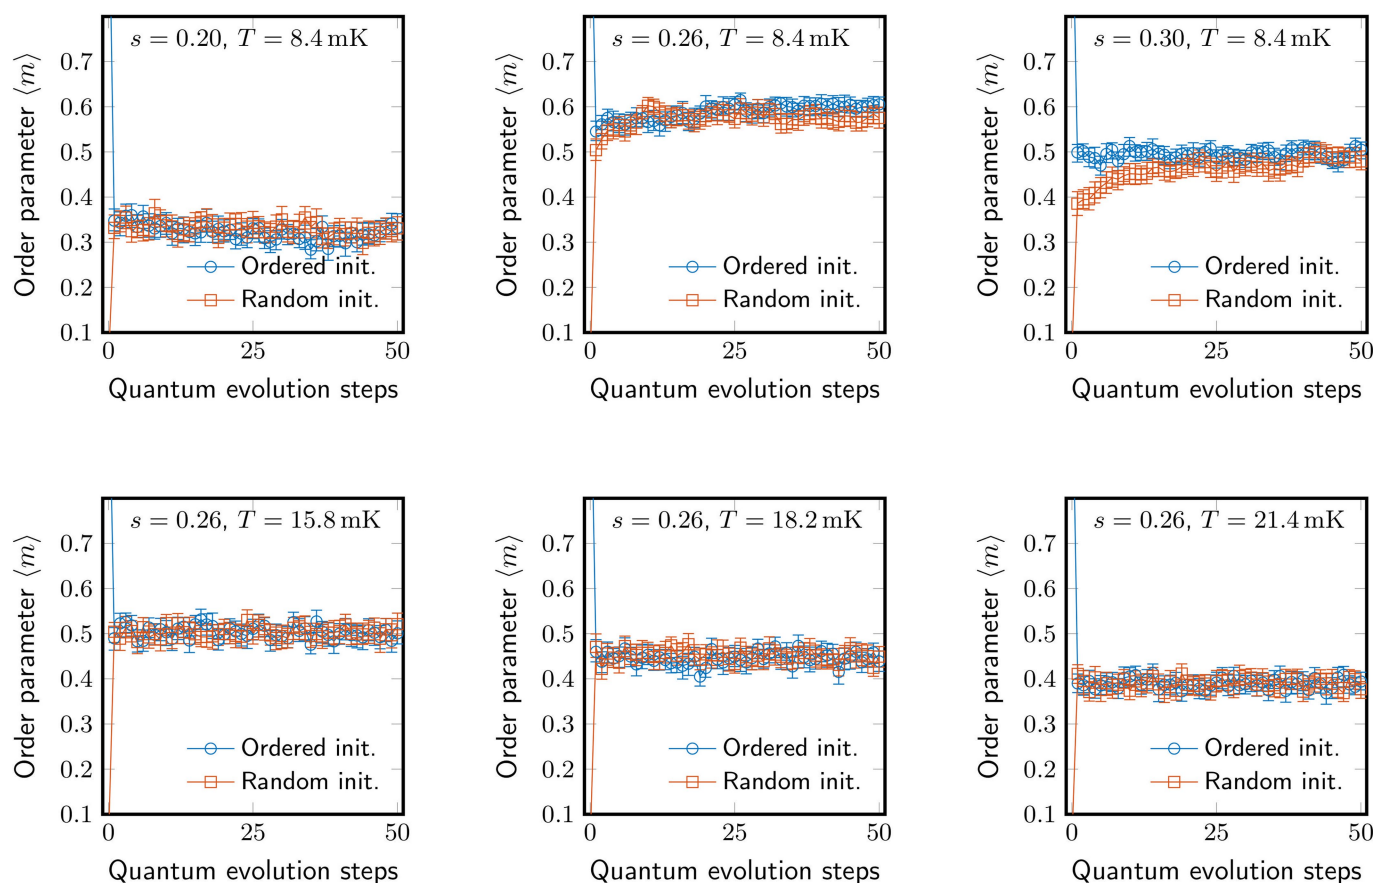 s = 0.20, T = 8.4 mK
Order parameter ⟨m⟩
0.7
0.6
0.5
0.4
0.3
0.2
0.1
Ordered init.
Random init.
0 25 50
Quantum evolution steps
s = 0.26, T = 8.4 mK
Order parameter ⟨m⟩
0.7
0.6
0.5
0.4
0.3
0.2
0.1
Ordered init.
Random init.
0 25 50
Quantum evolution steps
s = 0.30, T = 8.4 mK
Order parameter ⟨m⟩
0.7
0.6
0.5
0.4
0.3
0.2
0.1
Ordered init.
Random init.
0 25 50
Quantum evolution steps
s = 0.26, T = 15.8 mK
Order parameter ⟨m⟩
0.7
0.6
0.5
0.4
0.3
0.2
0.1
Ordered init.
Random init.
0 25 50
Quantum evolution steps
s = 0.26, T = 18.2 mK
Order parameter ⟨m⟩
0.7
0.6
0.5
0.4
0.3
0.2
0.1
Ordered init.
Random init.
0 25 50
Quantum evolution steps
s = 0.26, T = 21.4 mK
Order parameter ⟨m⟩
0.7
0.6
0.5
0.4
0.3
0.2
0.1
Ordered init.
Random init.
0 25 50
Quantum evolution steps